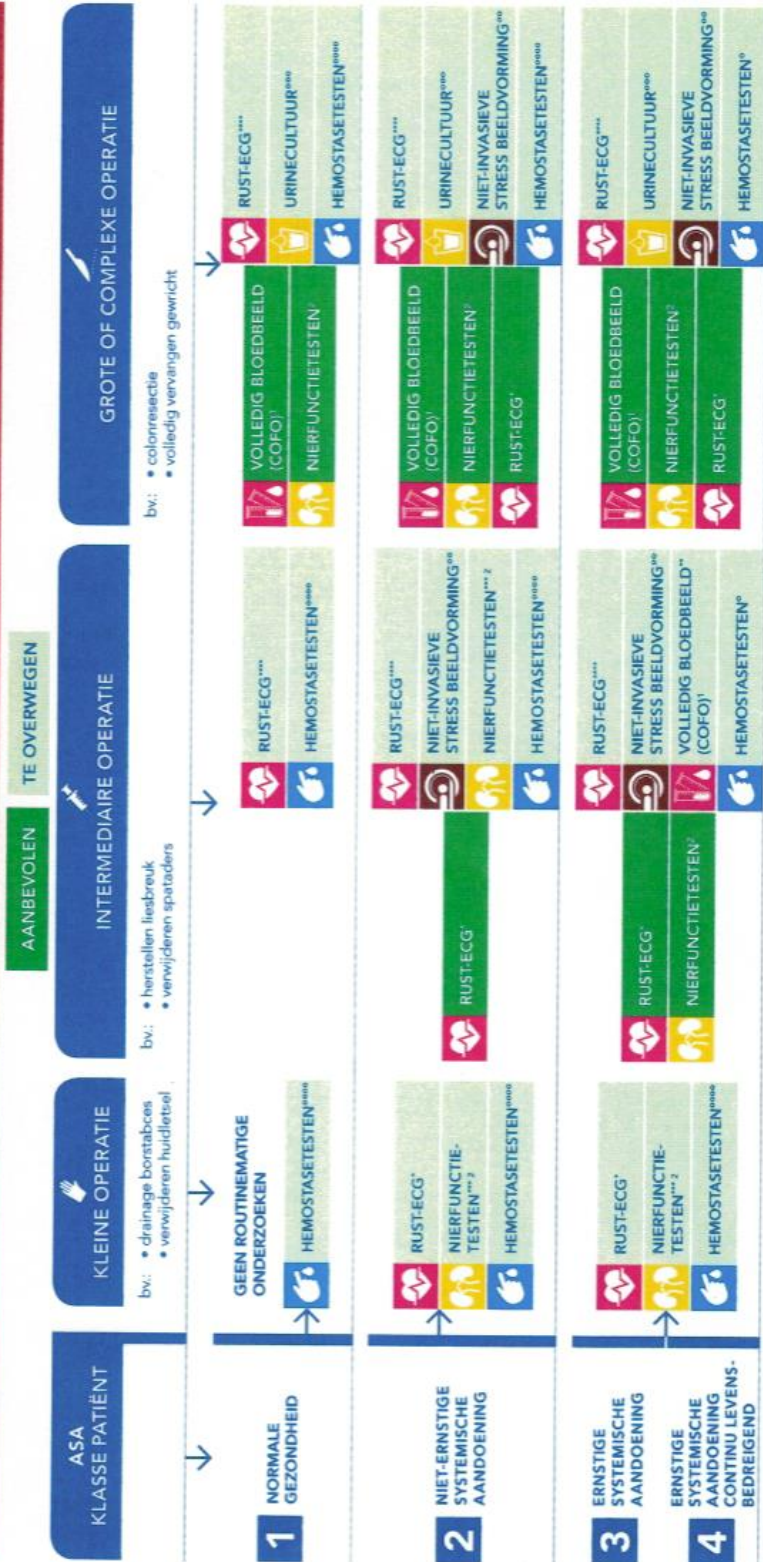 AANBEVOLEN
TE OVERWEGEN
ASA
KLASSE PATIËNT
KLEINE OPERATIE
bv.: • drainage borstabces
• verwijderen huidletsel
INTERMEDIAIRE OPERATIE
bv.: • herstellen liesbreuk
• verwijderen spataders
GROTE OF COMPLEXE OPERATIE
bv.: • colonresectie
• volledig vervangen gewricht
1
NORMALE
GEZONDHEID
GEEN ROUTINEMATIGE
ONDERZOEKEN
HEMOSTASETESTEN°°°°
RUST-ECG****
HEMOSTASETESTEN°°°°
VOLLEDIG BLOEDBEELD
(COFO)¹
NIERFUNCTIETESTEN²
RUST-ECG****
URINECULTUUR°°°
HEMOSTASETESTEN°°°°
2
NIET-ERNSTIGE
SYSTEMISCHE
AANDOENING
RUST-ECG*
NIERFUNCTIE-
TESTEN*** ²
HEMOSTASETESTEN°°°°
RUST-ECG*
RUST-ECG****
NIET-INVASIEVE
STRESS BEELDVORMING°°
NIERFUNCTIETESTEN*** ²
HEMOSTASETESTEN°°°°
VOLLEDIG BLOEDBEELD
(COFO)¹
NIERFUNCTIETESTEN²
RUST-ECG*
RUST-ECG****
URINECULTUUR°°°
NIET-INVASIEVE
STRESS BEELDVORMING°°
HEMOSTASETESTEN°°°°
3
ERNSTIGE
SYSTEMISCHE
AANDOENING
4
ERNSTIGE
SYSTEMISCHE
AANDOENING
CONTINU LEVENS-
BEDREIGEND
RUST-ECG*
NIERFUNCTIE-
TESTEN*** ²
HEMOSTASETESTEN°°°°
RUST-ECG*
NIERFUNCTIETESTEN²
RUST-ECG****
NIET-INVASIEVE
STRESS BEELDVORMING°°
VOLLEDIG BLOEDBEELD**
(COFO)¹
HEMOSTASETESTEN°
VOLLEDIG BLOEDBEELD
(COFO)¹
NIERFUNCTIETESTEN²
RUST-ECG*
RUST-ECG****
URINECULTUUR°°°
NIET-INVASIEVE
STRESS BEELDVORMING°°
HEMOSTASETESTEN°